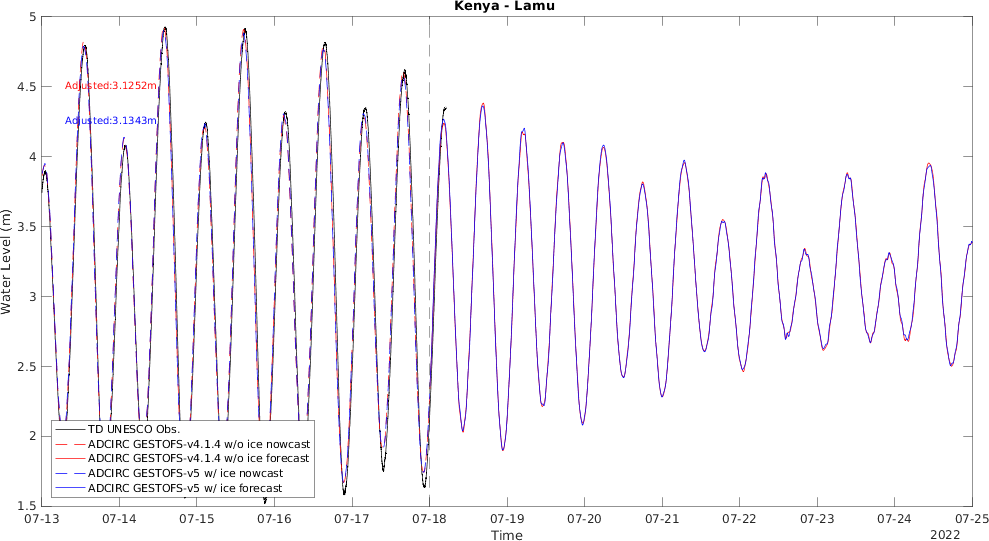 Kenya - Lamu
5
4.5
4
3.5
3
2.5
2
1.5
Water Level (m)
Adjusted:3.1252m
Adjusted:3.1343m
TD UNESCO Obs.
ADCIRC GESTOFS-v4.1.4 w/o ice nowcast
ADCIRC GESTOFS-v4.1.4 w/o ice forecast
ADCIRC GESTOFS-v5 w/ ice nowcast
ADCIRC GESTOFS-v5 w/ ice forecast
07-13 07-14 07-15 07-16 07-17 07-18 07-19 07-20 07-21 07-22 07-23 07-24 07-25
Time
2022